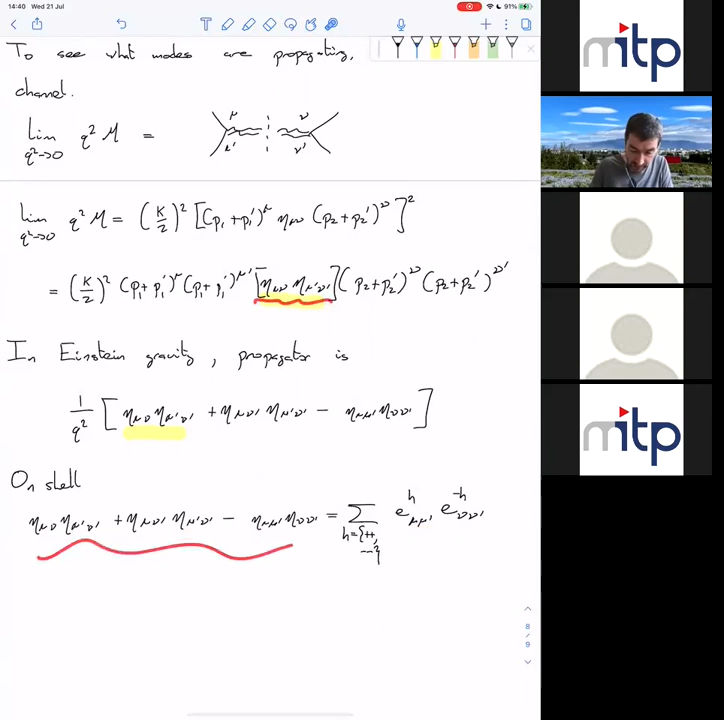 14:40 Wed 21 Jul
91%
To see what modes are propagating,
channel.
lim q²→0 q² M =
μ ν
μ' ν'
lim q²→0 q² M = (K/2)² [(p₁+p₁')^μ η_μν (p₂+p₂')^ν]²
= (K/2)² (p₁+p₁')^μ (p₁+p₁')^μ' [η_μν η_μ'ν'] (p₂+p₂')^ν (p₂+p₂')^ν'
In Einstein gravity, propagator is
1/q² [η_μν η_μ'ν' + η_μν' η_μ'ν - η_μμ' η_νν']
On shell
η_μν η_μ'ν' + η_μν' η_μ'ν - η_μμ' η_νν' = Σ h={++, --} e^h_μμ' e^-h_νν'
8 / 9
mitp
mitp